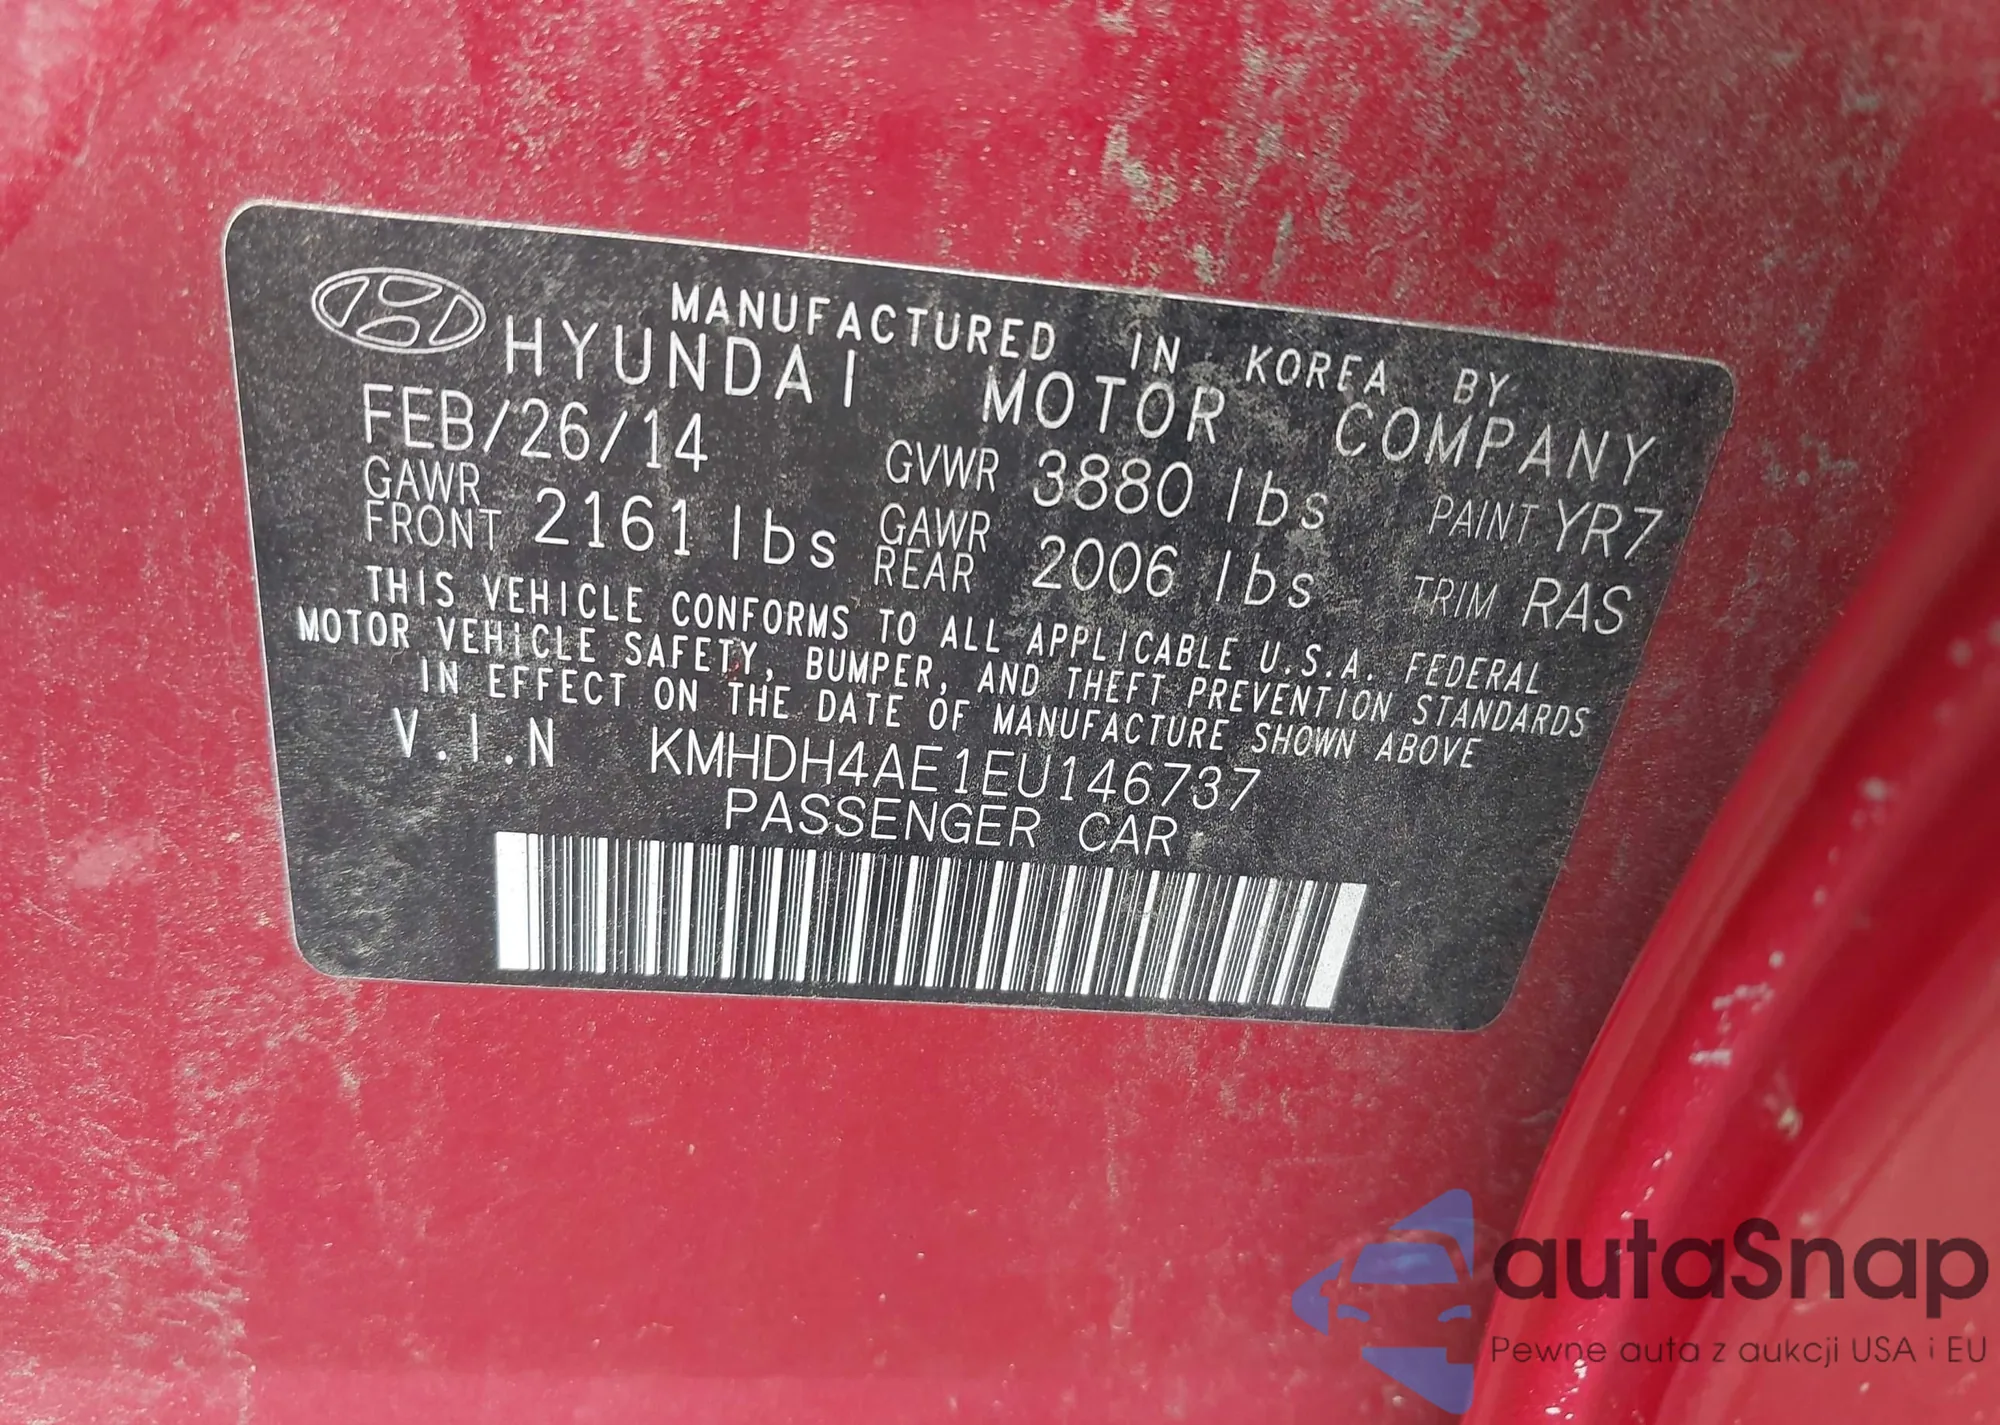 MANUFACTURED IN KOREA BY
HYUNDAI MOTOR COMPANY
FEB/26/14 GVWR 3880 lbs PAINT YR7
GAWR FRONT 2161 lbs GAWR REAR 2006 lbs TRIM RAS
THIS VEHICLE CONFORMS TO ALL APPLICABLE U.S.A. FEDERAL
MOTOR VEHICLE SAFETY, BUMPER, AND THEFT PREVENTION STANDARDS
IN EFFECT ON THE DATE OF MANUFACTURE SHOWN ABOVE
V.I.N KMHDH4AE1EU146737
PASSENGER CAR
autaSnap
Pewne auta z aukcji USA i EU